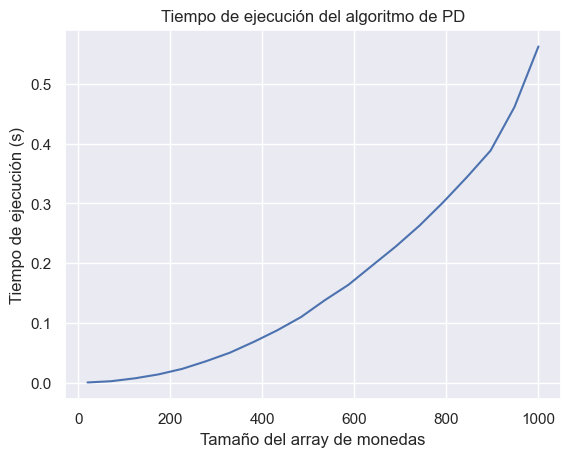 Tiempo de ejecución del algoritmo de PD
Tiempo de ejecución (s)
0.5
0.4
0.3
0.2
0.1
0.0
0 200 400 600 800 1000
Tamaño del array de monedas